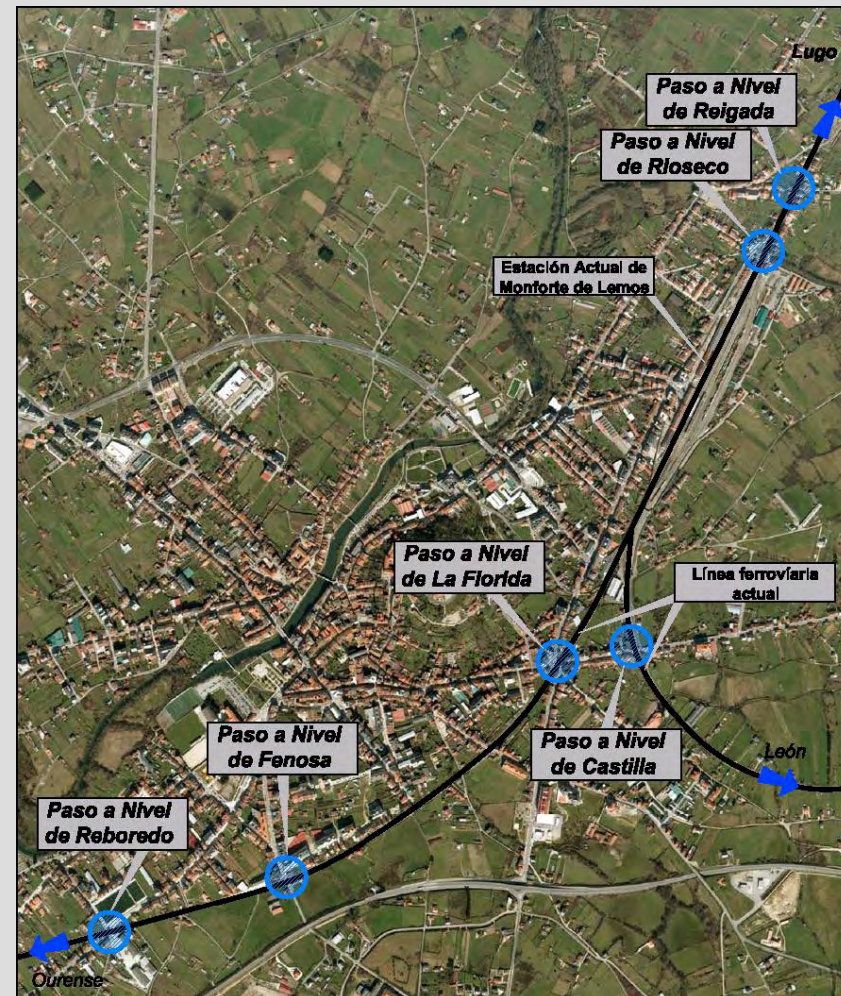 Lugo
Paso a Nivel
de Reigada
Paso a Nivel
de Rioseco
Estación Actual de
Monforte de Lemos
Paso a Nivel
de La Florida
Línea ferroviaria
actual
Paso a Nivel
de Fenosa
Paso a Nivel
de Castilla
León
Paso a Nivel
de Reboredo
Ourense